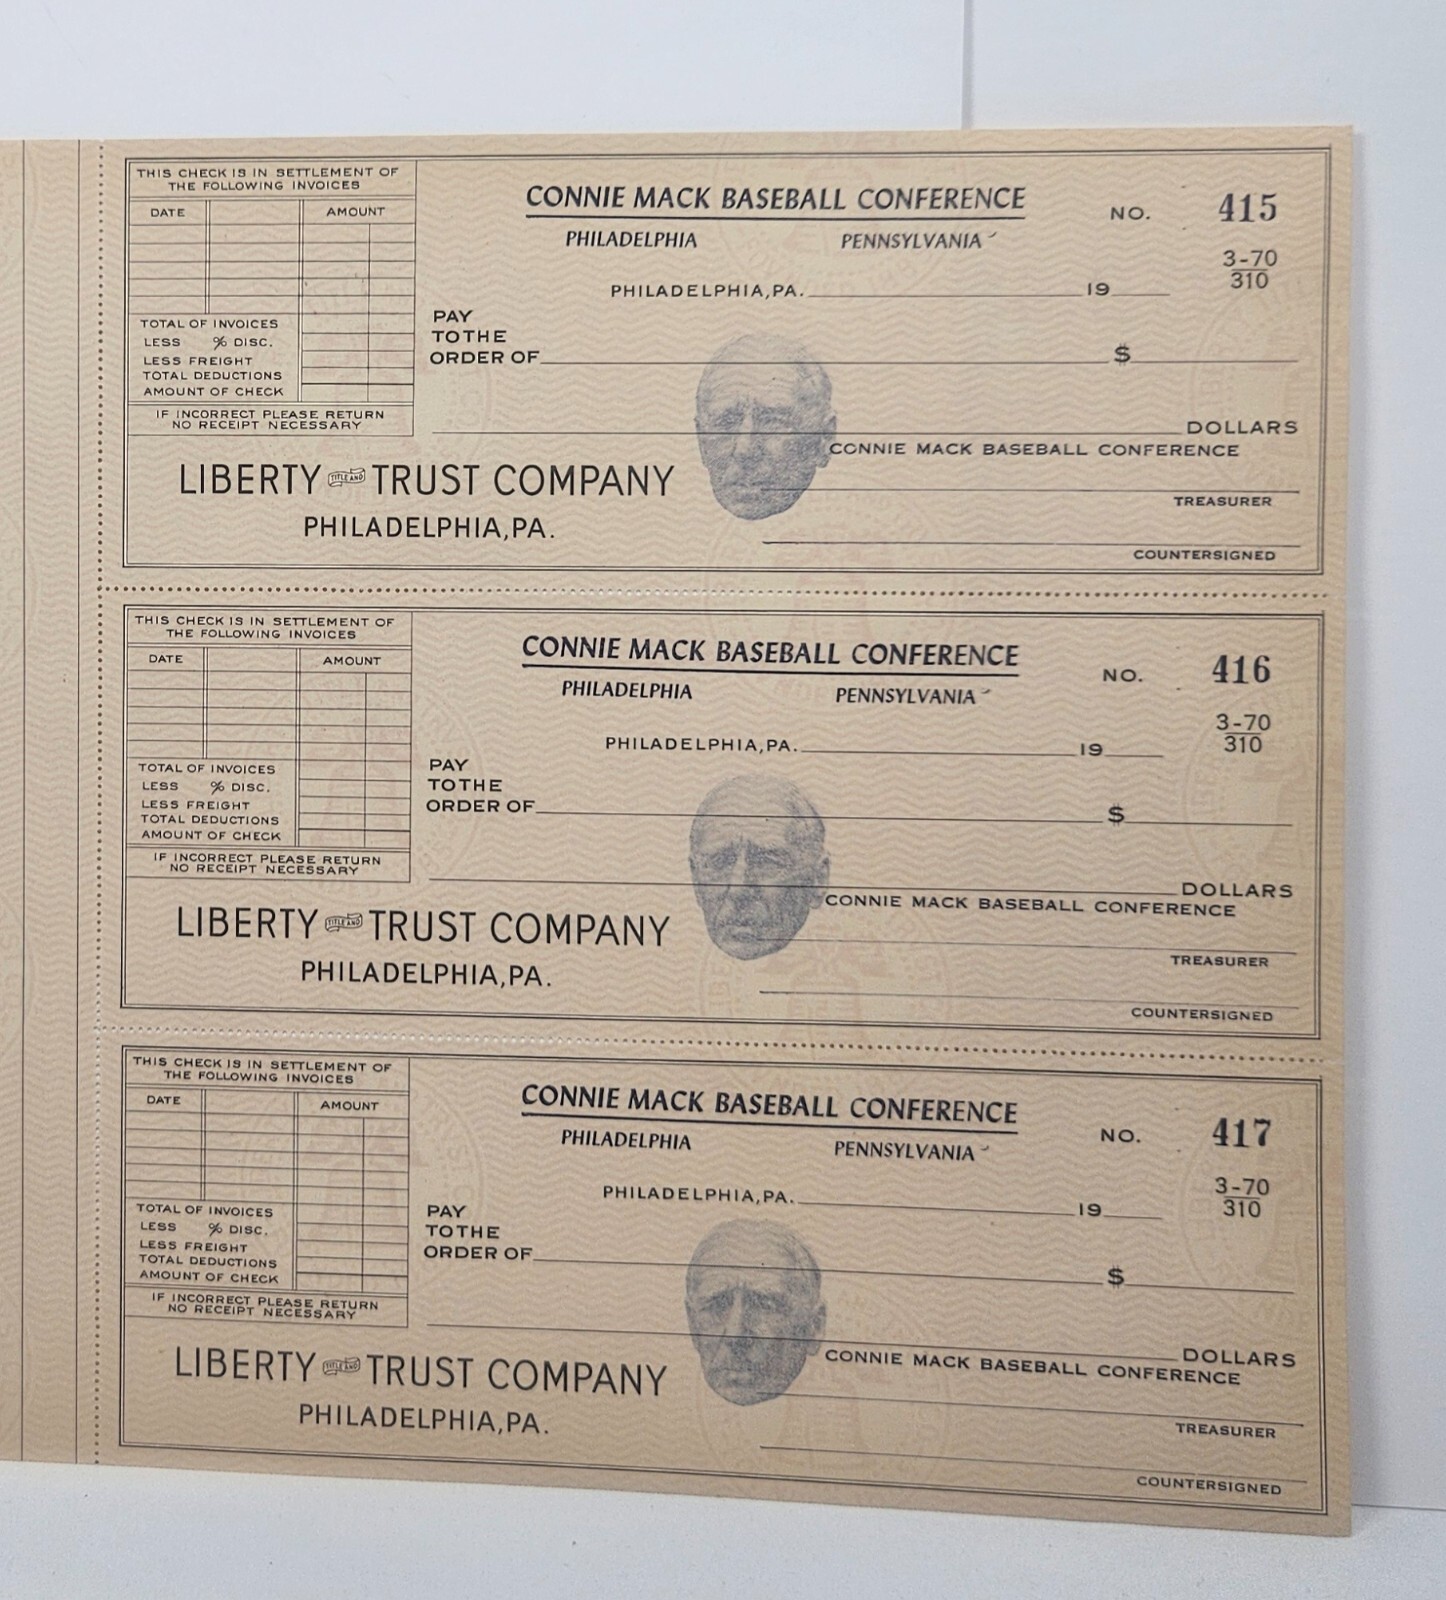 THIS CHECK IS IN SETTLEMENT OF
THE FOLLOWING INVOICES
DATE AMOUNT
TOTAL OF INVOICES
LESS % DISC.
LESS FREIGHT
TOTAL DEDUCTIONS
AMOUNT OF CHECK
IF INCORRECT PLEASE RETURN
NO RECEIPT NECESSARY
CONNIE MACK BASEBALL CONFERENCE
PHILADELPHIA PENNSYLVANIA
NO. 415
3-70
310
PHILADELPHIA, PA. 19
PAY
TO THE
ORDER OF $
DOLLARS
CONNIE MACK BASEBALL CONFERENCE
LIBERTY TITLE AND TRUST COMPANY
PHILADELPHIA, PA.
TREASURER
COUNTERSIGNED
THIS CHECK IS IN SETTLEMENT OF
THE FOLLOWING INVOICES
DATE AMOUNT
TOTAL OF INVOICES
LESS % DISC.
LESS FREIGHT
TOTAL DEDUCTIONS
AMOUNT OF CHECK
IF INCORRECT PLEASE RETURN
NO RECEIPT NECESSARY
CONNIE MACK BASEBALL CONFERENCE
PHILADELPHIA PENNSYLVANIA
NO. 416
3-70
310
PHILADELPHIA, PA. 19
PAY
TO THE
ORDER OF $
DOLLARS
CONNIE MACK BASEBALL CONFERENCE
LIBERTY TITLE AND TRUST COMPANY
PHILADELPHIA, PA.
TREASURER
COUNTERSIGNED
THIS CHECK IS IN SETTLEMENT OF
THE FOLLOWING INVOICES
DATE AMOUNT
TOTAL OF INVOICES
LESS % DISC.
LESS FREIGHT
TOTAL DEDUCTIONS
AMOUNT OF CHECK
IF INCORRECT PLEASE RETURN
NO RECEIPT NECESSARY
CONNIE MACK BASEBALL CONFERENCE
PHILADELPHIA PENNSYLVANIA
NO. 417
3-70
310
PHILADELPHIA, PA. 19
PAY
TO THE
ORDER OF $
DOLLARS
CONNIE MACK BASEBALL CONFERENCE
LIBERTY TITLE AND TRUST COMPANY
PHILADELPHIA, PA.
TREASURER
COUNTERSIGNED